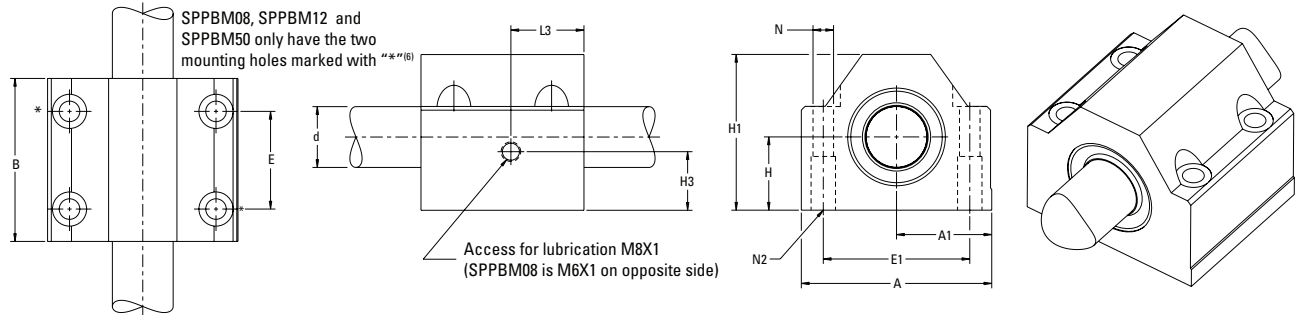 SPPBM08, SPPBM12 and
SPPBM50 only have the two
mounting holes marked with “*”(6)
*
B
E
*
L3
d
H3
Access for lubrication M8X1
(SPPBM08 is M6X1 on opposite side)
N
H1
H
A1
N2
E1
A